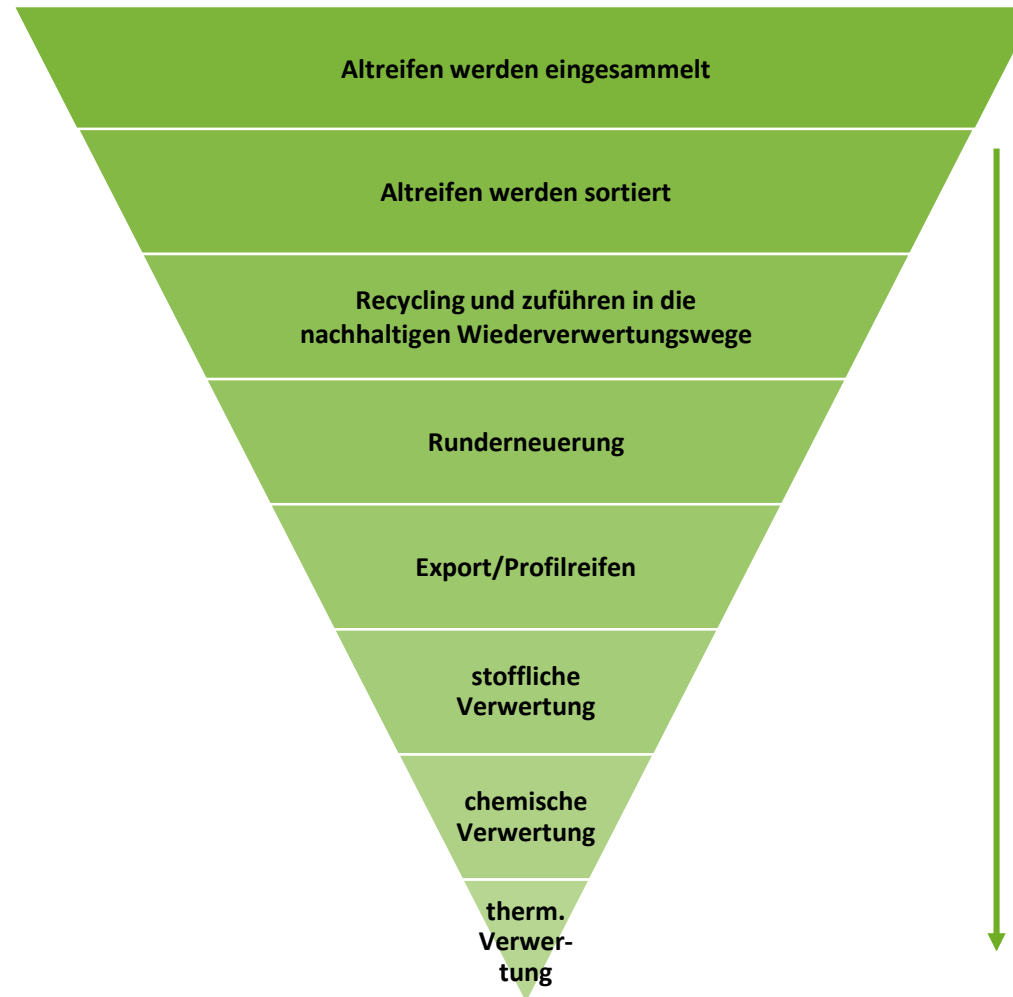 Altreifen werden eingesammelt
Altreifen werden sortiert
Recycling und zuführen in die
nachhaltigen Wiederverwertungswege
Runderneuerung
Export/Profilreifen
stoffliche
Verwertung
chemische
Verwertung
therm.
Verwer-
tung